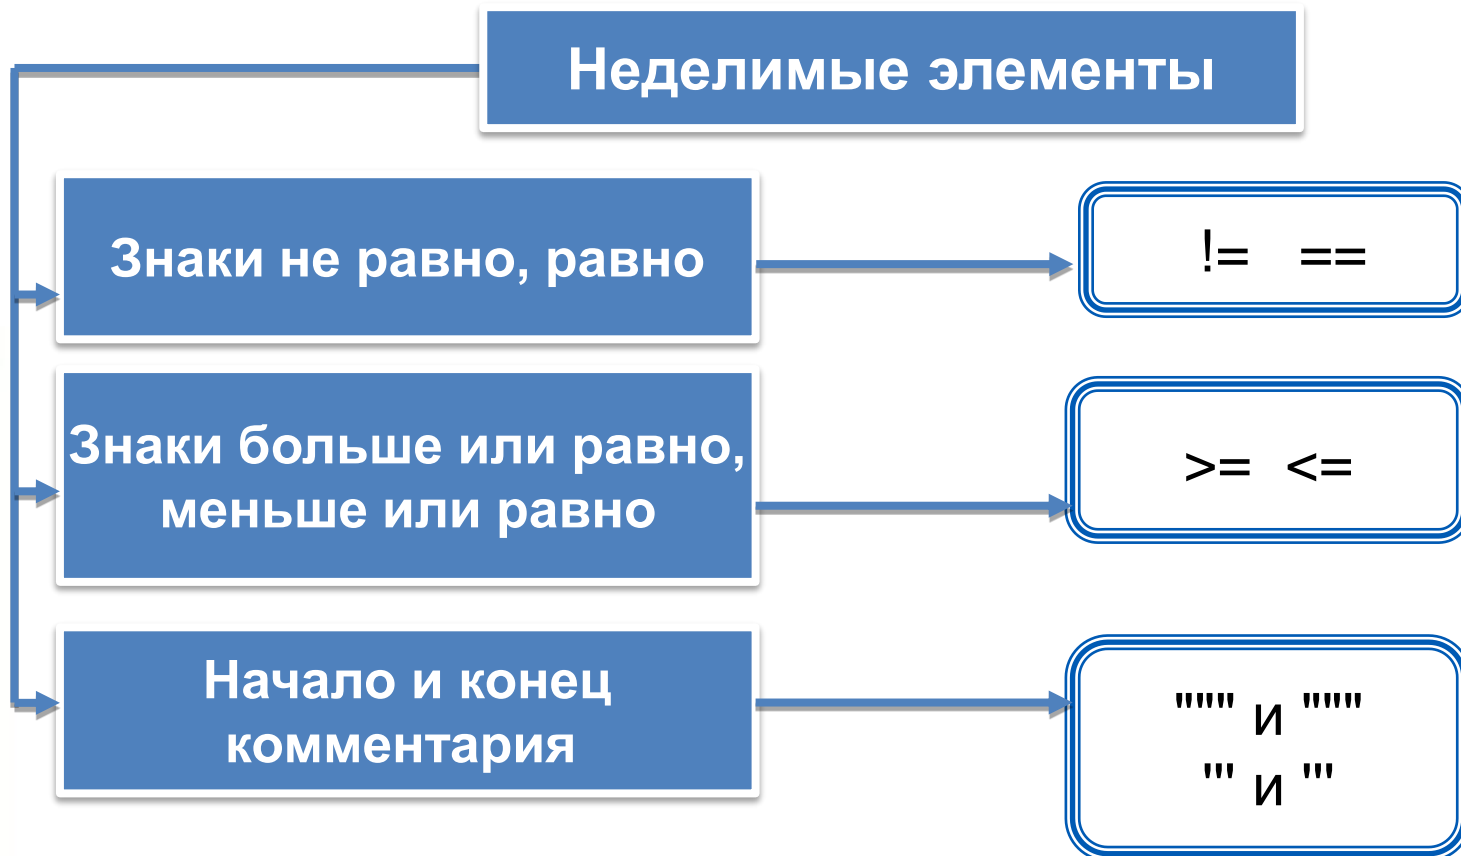 Неделимые элементы
Знаки не равно, равно
!= ==
Знаки больше или равно,
меньше или равно
>= <=
Начало и конец
комментария
""" и """
''' и '''